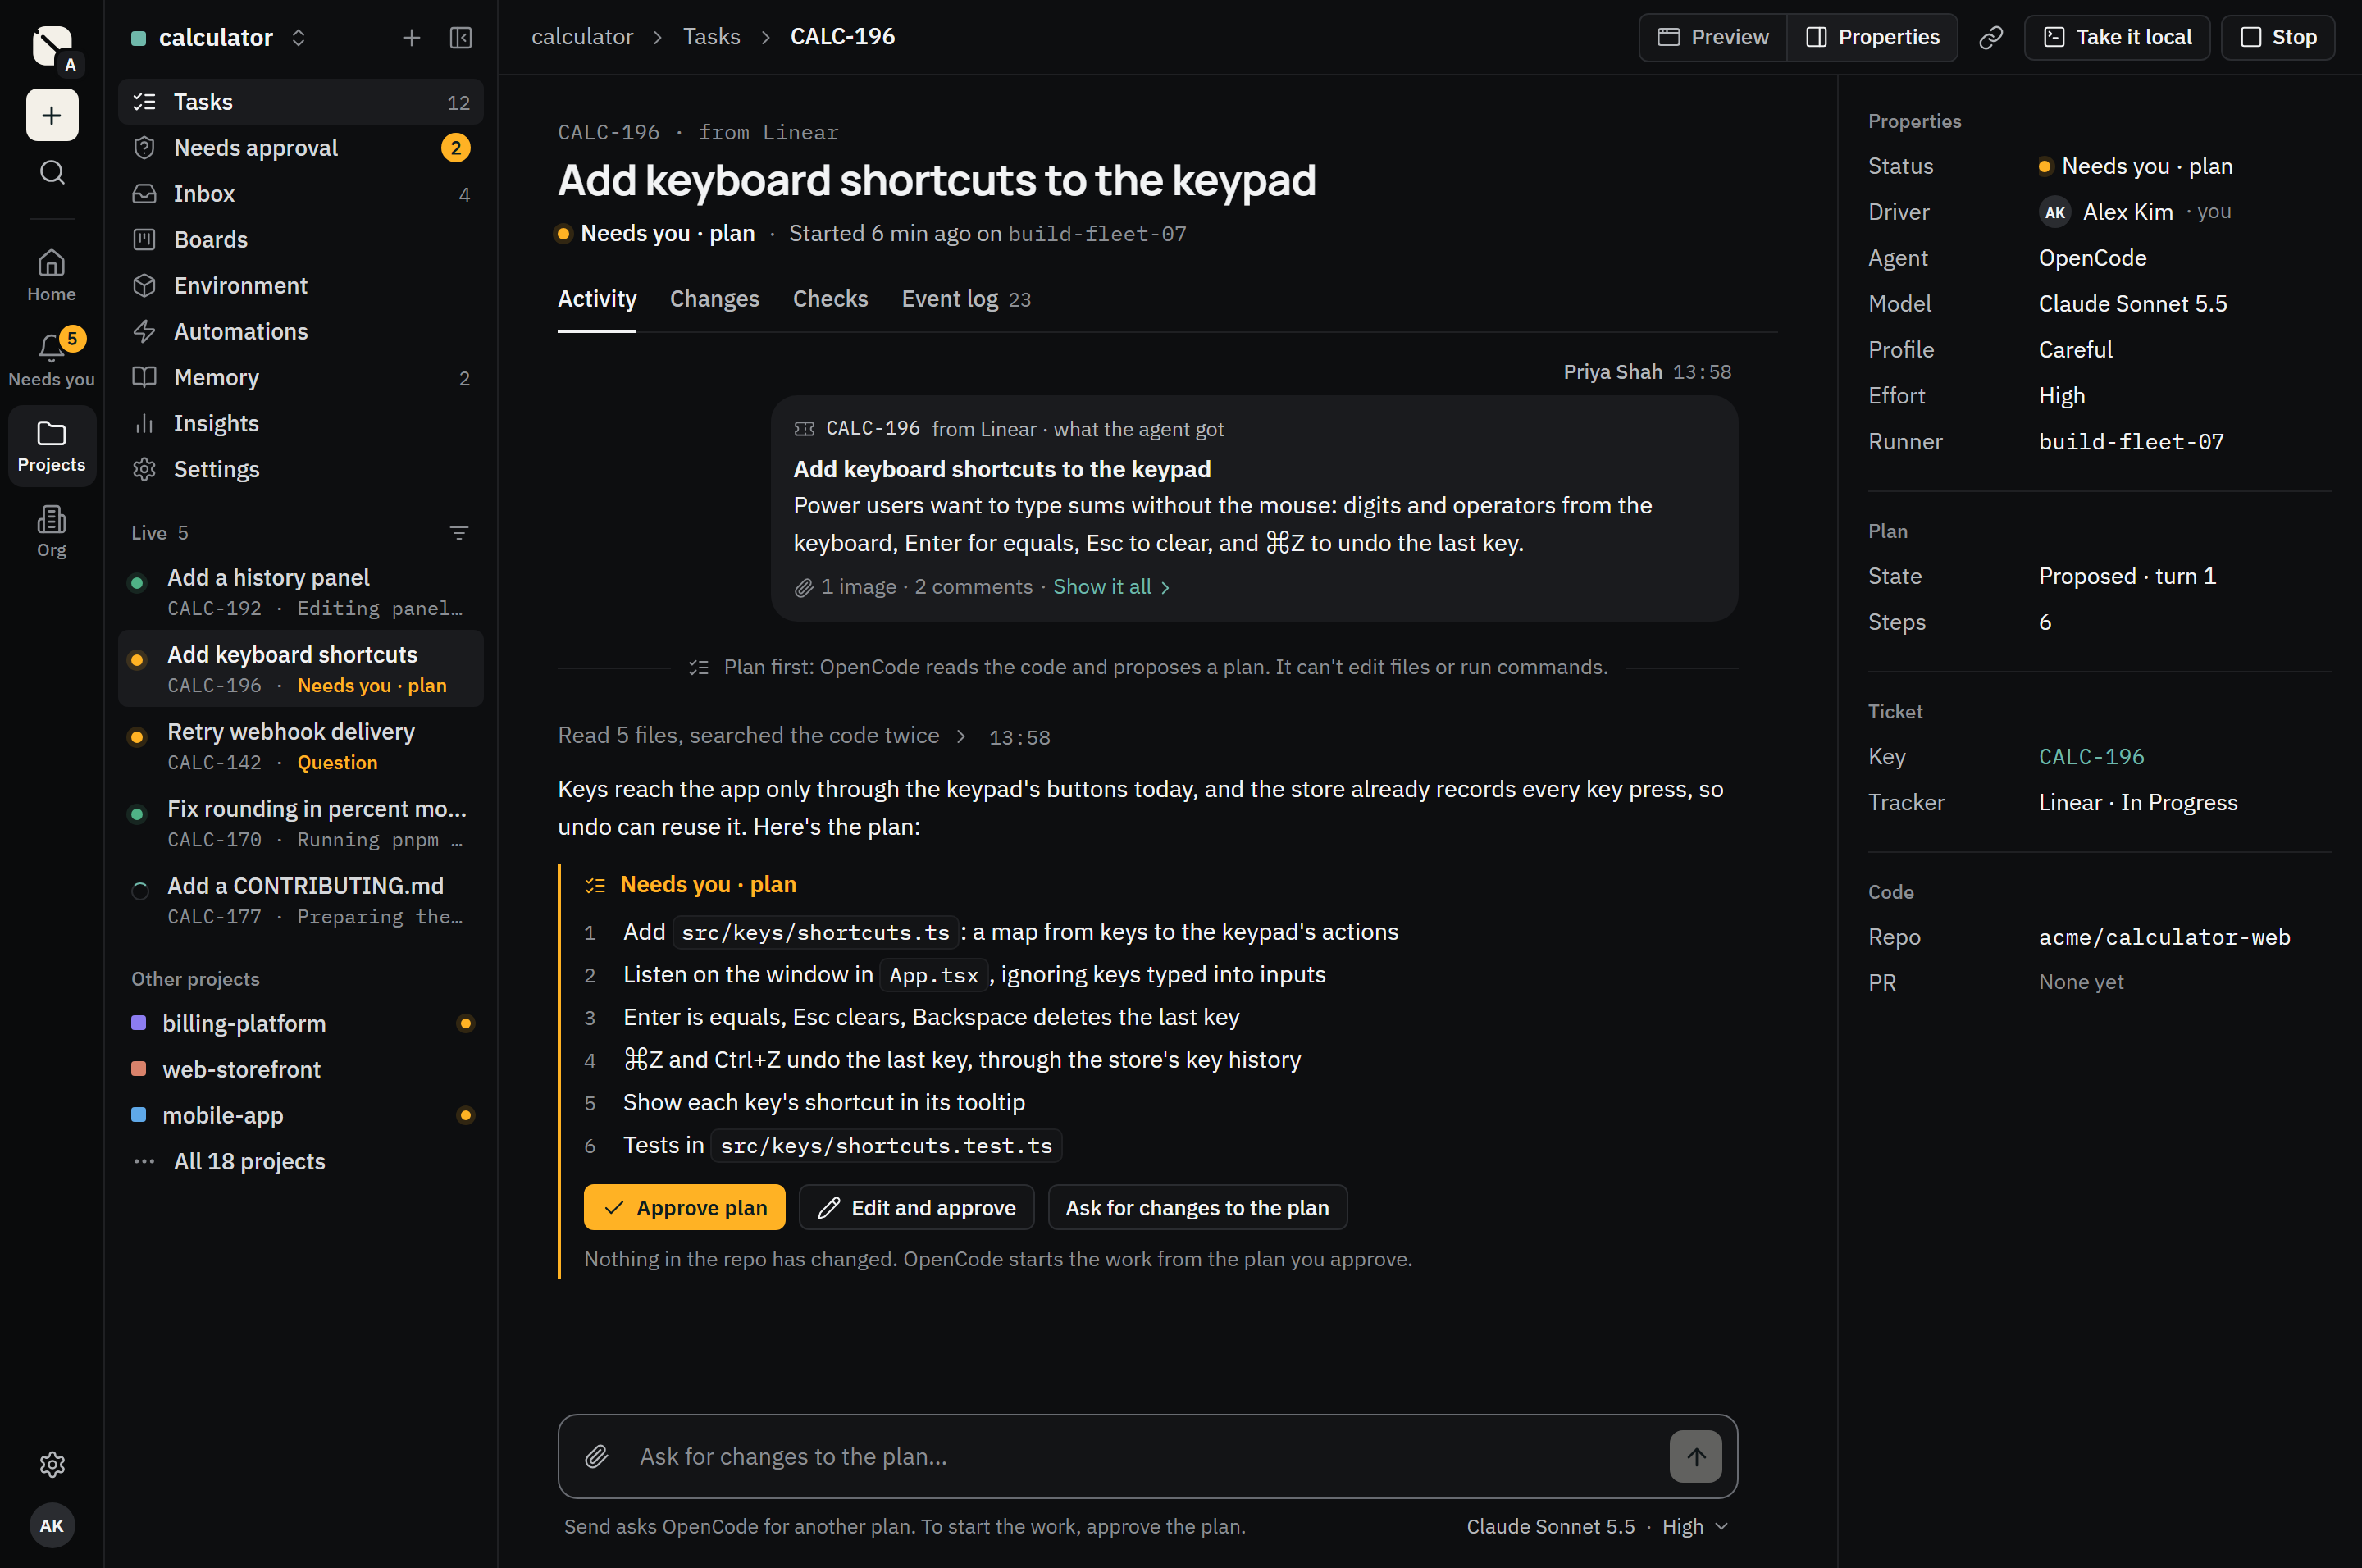 A
Home
5
Needs you
Projects
Org
AK
calculator
Tasks 12
Needs approval 2
Inbox 4
Boards
Environment
Automations
Memory 2
Insights
Settings
Live 5
Add a history panel
CALC-192 · Editing panel…
Add keyboard shortcuts
CALC-196 · Needs you · plan
Retry webhook delivery
CALC-142 · Question
Fix rounding in percent mo…
CALC-170 · Running pnpm …
Add a CONTRIBUTING.md
CALC-177 · Preparing the…
Other projects
billing-platform
web-storefront
mobile-app
All 18 projects
calculator > Tasks > CALC-196
Preview
Properties
Take it local
Stop
CALC-196 · from Linear
Add keyboard shortcuts to the keypad
Needs you · plan · Started 6 min ago on build-fleet-07
Activity Changes Checks Event log 23
Priya Shah 13:58
CALC-196 from Linear · what the agent got
Add keyboard shortcuts to the keypad
Power users want to type sums without the mouse: digits and operators from the
keyboard, Enter for equals, Esc to clear, and ⌘Z to undo the last key.
1 image · 2 comments · Show it all >
Plan first: OpenCode reads the code and proposes a plan. It can't edit files or run commands.
Read 5 files, searched the code twice > 13:58
Keys reach the app only through the keypad's buttons today, and the store already records every key press, so
undo can reuse it. Here's the plan:
Needs you · plan
1 Add src/keys/shortcuts.ts: a map from keys to the keypad's actions
2 Listen on the window in App.tsx, ignoring keys typed into inputs
3 Enter is equals, Esc clears, Backspace deletes the last key
4 ⌘Z and Ctrl+Z undo the last key, through the store's key history
5 Show each key's shortcut in its tooltip
6 Tests in src/keys/shortcuts.test.ts
Approve plan
Edit and approve
Ask for changes to the plan
Nothing in the repo has changed. OpenCode starts the work from the plan you approve.
Ask for changes to the plan…
Send asks OpenCode for another plan. To start the work, approve the plan.
Claude Sonnet 5.5 · High
Properties
Status Needs you · plan
Driver AK Alex Kim · you
Agent OpenCode
Model Claude Sonnet 5.5
Profile Careful
Effort High
Runner build-fleet-07
Plan
State Proposed · turn 1
Steps 6
Ticket
Key CALC-196
Tracker Linear · In Progress
Code
Repo acme/calculator-web
PR None yet